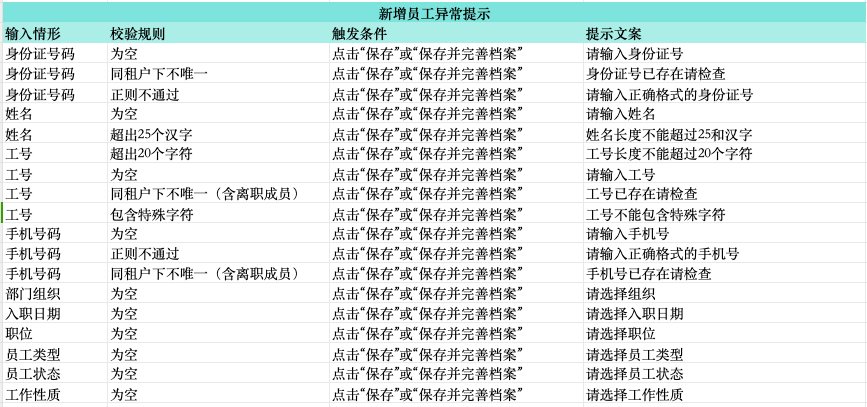 新增员工异常提示
输入情形 校验规则 触发条件 提示文案
身份证号码 为空 点击“保存”或“保存并完善档案” 请输入身份证号
身份证号码 同租户下不唯一 点击“保存”或“保存并完善档案” 身份证号已存在请检查
身份证号码 正则不通过 点击“保存”或“保存并完善档案” 请输入正确格式的身份证号
姓名 为空 点击“保存”或“保存并完善档案” 请输入姓名
姓名 超出25个汉字 点击“保存”或“保存并完善档案” 姓名长度不能超过25和汉字
工号 超出20个字符 点击“保存”或“保存并完善档案” 工号长度不能超过20个字符
工号 为空 点击“保存”或“保存并完善档案” 请输入工号
工号 同租户下不唯一（含离职成员） 点击“保存”或“保存并完善档案” 工号已存在请检查
工号 包含特殊字符 点击“保存”或“保存并完善档案” 工号不能包含特殊字符
手机号码 为空 点击“保存”或“保存并完善档案” 请输入手机号
手机号码 正则不通过 点击“保存”或“保存并完善档案” 请输入正确格式的手机号
手机号码 同租户下不唯一（含离职成员） 点击“保存”或“保存并完善档案” 手机号已存在请检查
部门组织 为空 点击“保存”或“保存并完善档案” 请选择组织
入职日期 为空 点击“保存”或“保存并完善档案” 请选择入职日期
职位 为空 点击“保存”或“保存并完善档案” 请选择职位
员工类型 为空 点击“保存”或“保存并完善档案” 请选择员工类型
员工状态 为空 点击“保存”或“保存并完善档案” 请选择员工状态
工作性质 为空 点击“保存”或“保存并完善档案” 请选择工作性质